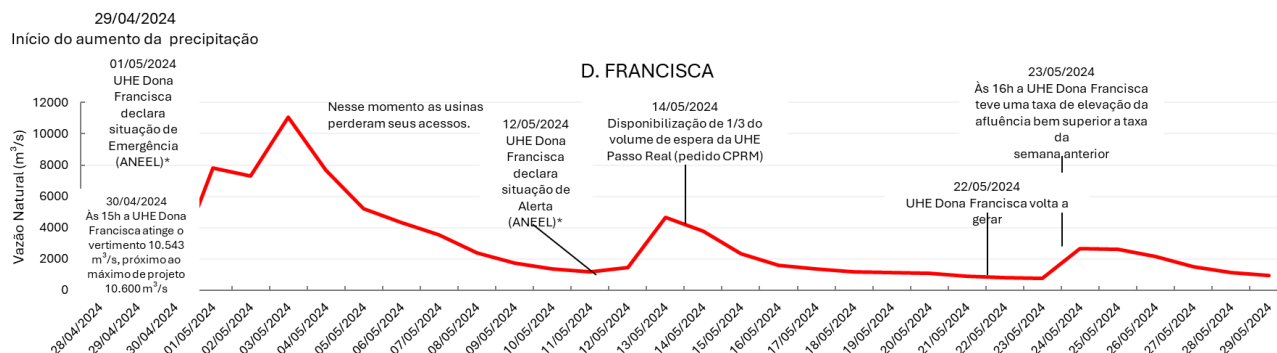 29/04/2024
Início do aumento da precipitação
01/05/2024
UHE Dona
Francisca
declara
situação de
Emergência
(ANEEL)*
30/04/2024
Às 15h a UHE Dona
Francisca atinge o
vertimento 10.543
m³/s, próximo ao
máximo de projeto
10.600 m³/s
D. FRANCISCA
Nesse momento as usinas
perderam seus acessos.
12/05/2024
UHE Dona
Francisca
declara
situação de
Alerta
(ANEEL)*
14/05/2024
Disponibilização de 1/3 do
volume de espera da UHE
Passo Real (pedido CPRM)
22/05/2024
UHE Dona Francisca volta a
gerar
23/05/2024
Às 16h a UHE Dona Francisca
teve uma taxa de elevação da
afluência bem superior a taxa
da
semana anterior
Vazão Natural (m³/s)
12000
10000
8000
6000
4000
2000
0
28/04/2024
29/04/2024
30/04/2024
01/05/2024
02/05/2024
03/05/2024
04/05/2024
05/05/2024
06/05/2024
07/05/2024
08/05/2024
09/05/2024
10/05/2024
11/05/2024
12/05/2024
13/05/2024
14/05/2024
15/05/2024
16/05/2024
17/05/2024
18/05/2024
19/05/2024
20/05/2024
21/05/2024
22/05/2024
23/05/2024
24/05/2024
25/05/2024
26/05/2024
27/05/2024
28/05/2024
29/05/2024